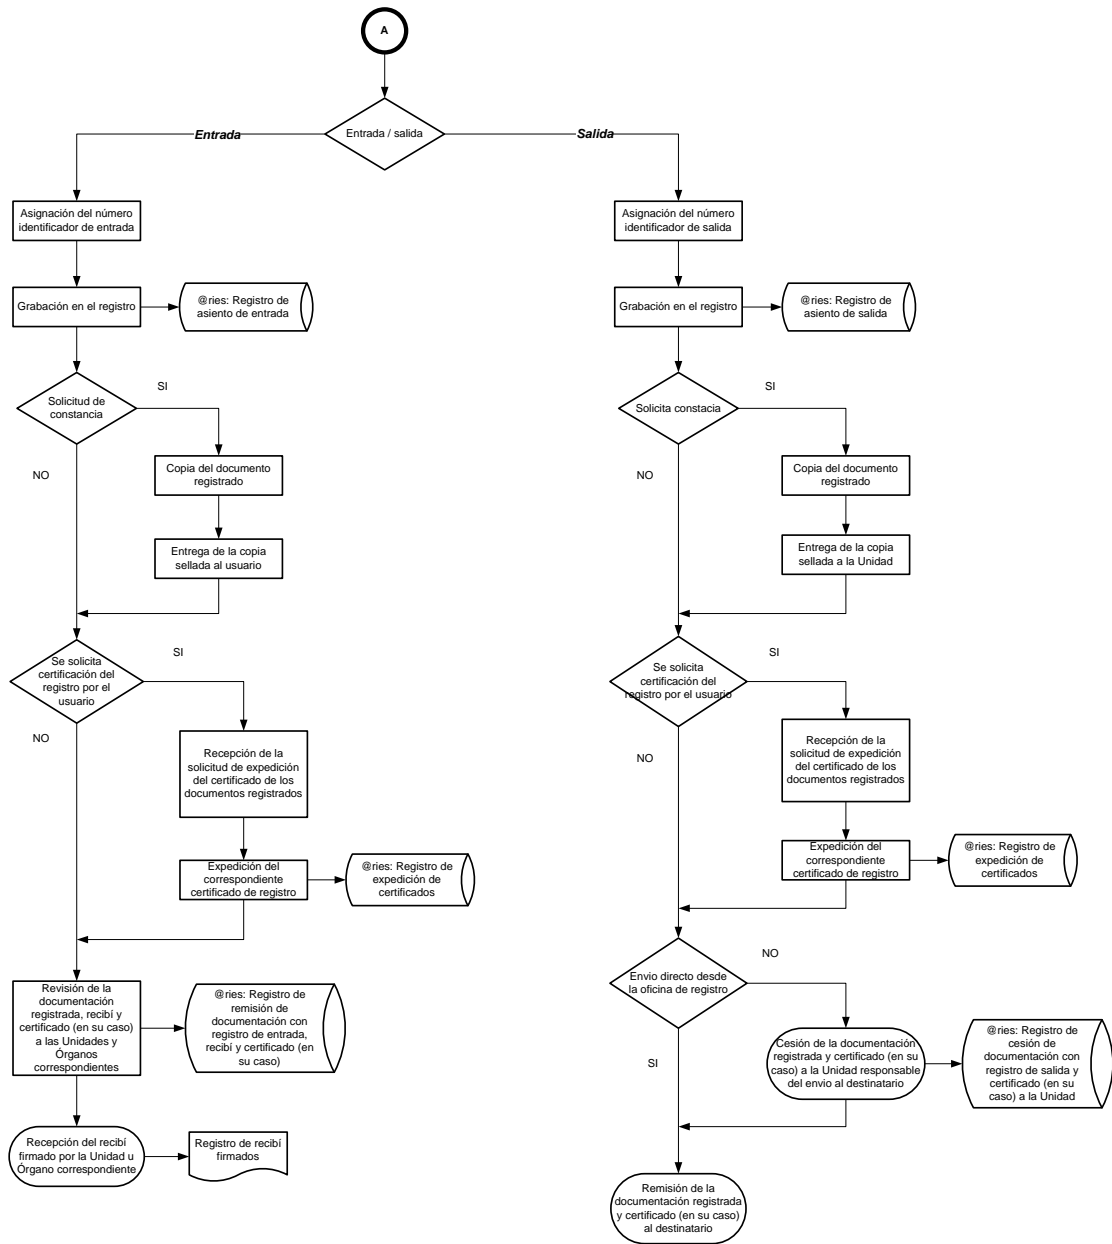 A
Entrada / salida
Entrada
Salida
Asignación del número
identificador de entrada
Grabación en el registro
@ries: Registro de
asiento de entrada
Solicitud de
constancia
SI
NO
Copia del documento
registrado
Entrega de la copia
sellada al usuario
Se solicita
certificación del
registro por el
usuario
SI
NO
Recepción de la
solicitud de expedición
del certificado de los
documentos registrados
Expedición del
correspondiente
certificado de registro
@ries: Registro de
expedición de
certificados
Revisión de la
documentación
registrada, recibí y
certificado (en su caso)
a las Unidades y
Órganos
correspondientes
@ries: Registro de
remisión de
documentación con
registro de entrada,
recibí y certificado (en
su caso)
Recepción del recibí
firmado por la Unidad u
Órgano correspondiente
Registro de recibí
firmados
Asignación del número
identificador de salida
Grabación en el registro
@ries: Registro de
asiento de salida
Solicita constacia
SI
NO
Copia del documento
registrado
Entrega de la copia
sellada a la Unidad
Se solicita
certificación del
registro por el usuario
SI
NO
Recepción de la
solicitud de expedición
del certificado de los
documentos registrados
Expedición del
correspondiente
certificado de registro
@ries: Registro de
expedición de
certificados
Envio directo desde
la oficina de registro
NO
SI
Cesión de la documentación
registrada y certificado (en su
caso) a la Unidad responsable
del envio al destinatario
@ries: Registro de
cesión de
documentación con
registro de salida y
certificado (en su
caso) a la Unidad
Remisión de la
documentación registrada
y certificado (en su caso)
al destinatario